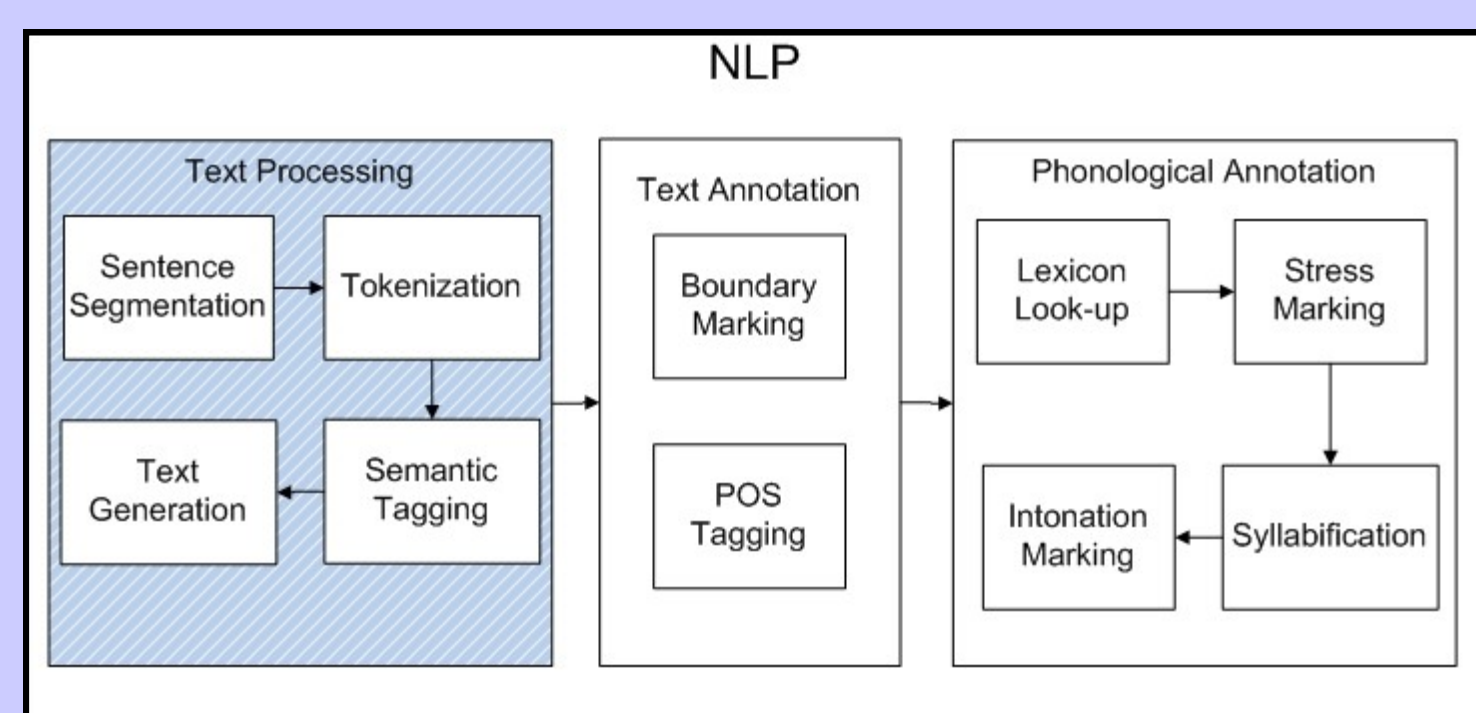 NLP
Text Processing
Sentence
Segmentation
Tokenization
Text
Generation
Semantic
Tagging
Text Annotation
Boundary
Marking
POS
Tagging
Phonological Annotation
Lexicon
Look-up
Stress
Marking
Intonation
Marking
Syllabification